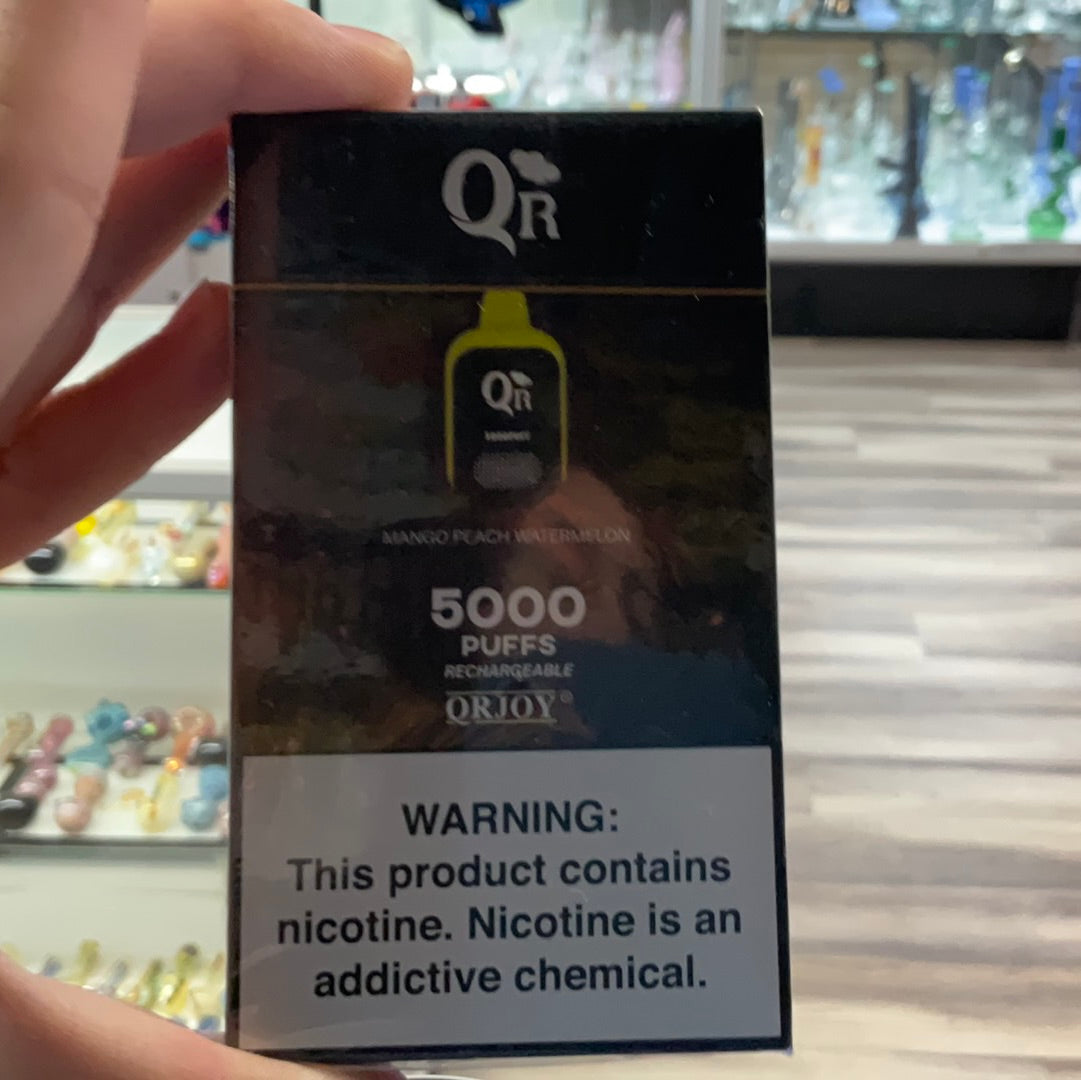 QR
QR
MANGO PEACH WATERMELON
5000
PUFFS
RECHARGEABLE
QRJOY®
WARNING:
This product contains
nicotine. Nicotine is an
addictive chemical.